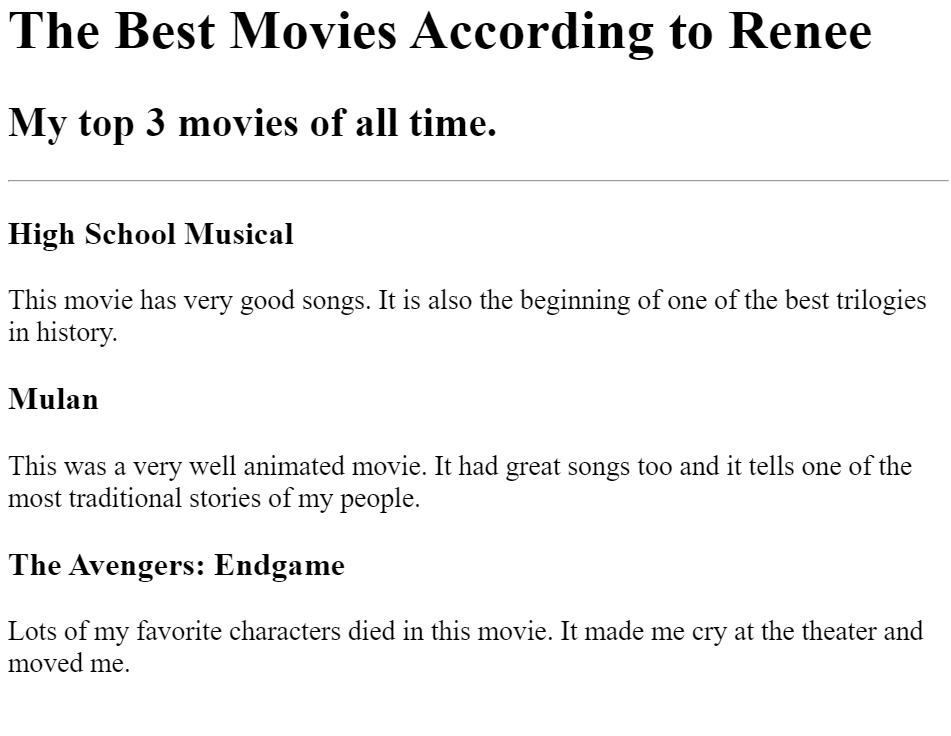 The Best Movies According to Renee
My top 3 movies of all time.
High School Musical
This movie has very good songs. It is also the beginning of one of the best trilogies
in history.
Mulan
This was a very well animated movie. It had great songs too and it tells one of the
most traditional stories of my people.
The Avengers: Endgame
Lots of my favorite characters died in this movie. It made me cry at the theater and
moved me.